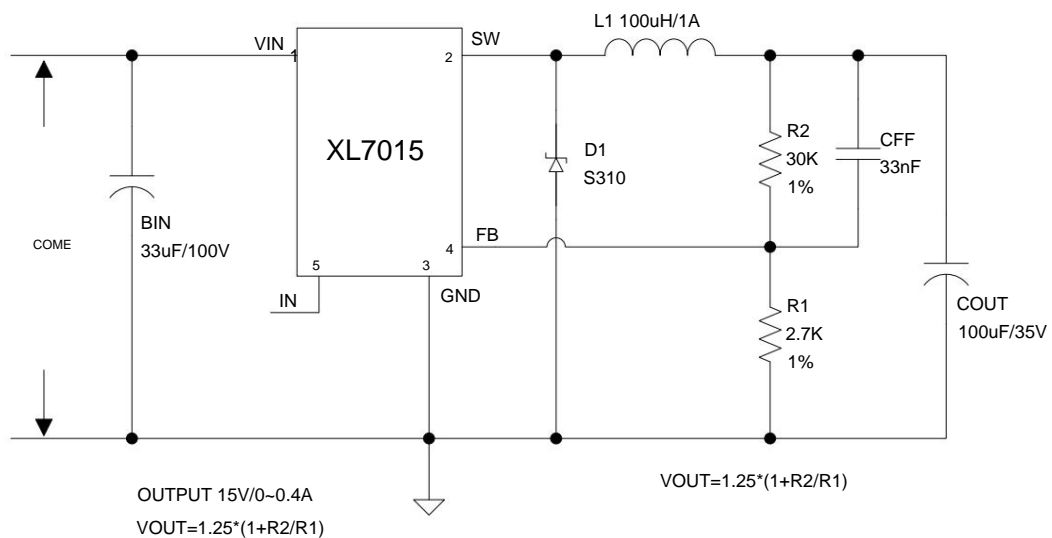 L1 100uH/1A
VIN
1
2
SW
XL7015
D1
S310
R2
30K
1%
CFF
33nF
COME
BIN
33uF/100V
4
FB
5
3
IN
GND
R1
2.7K
1%
COUT
100uF/35V
OUTPUT 15V/0~0.4A
VOUT=1.25*(1+R2/R1)
VOUT=1.25*(1+R2/R1)